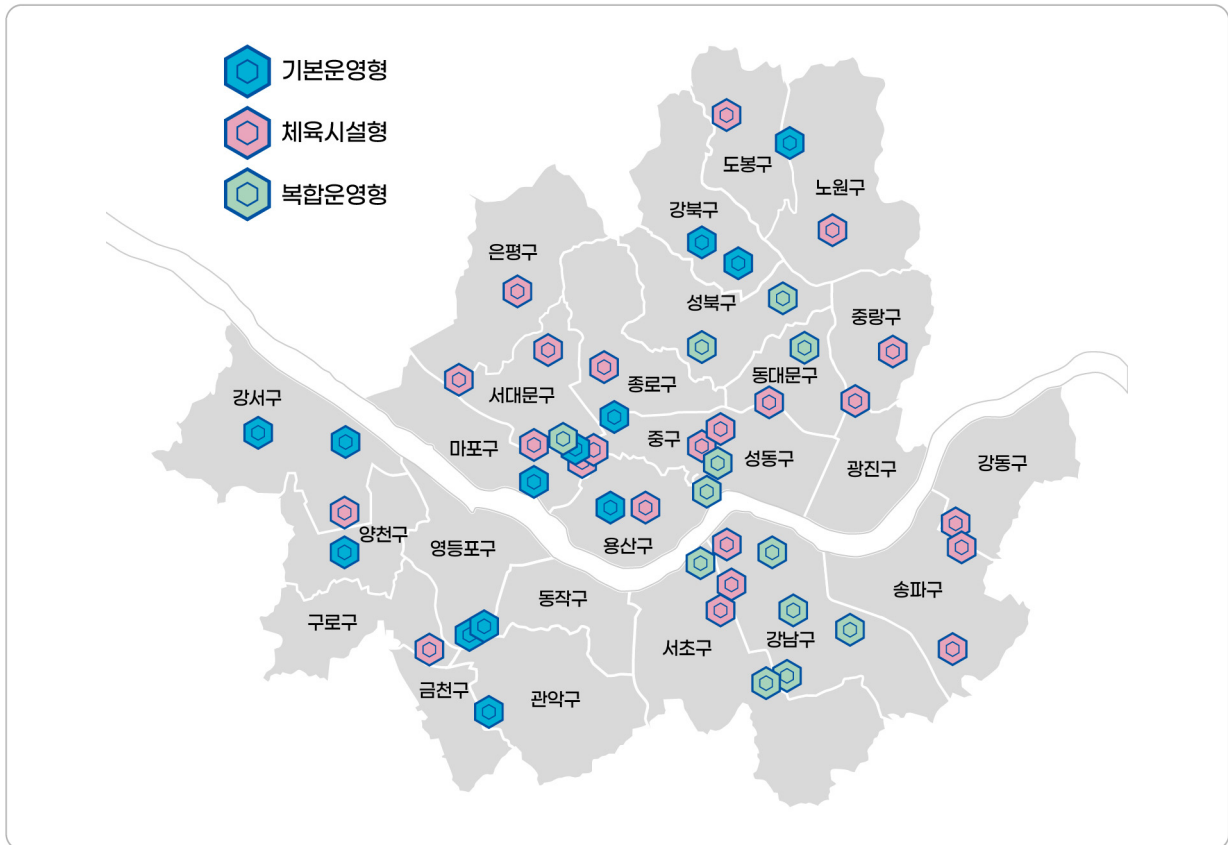 기본운영형
체육시설형
복합운영형
도봉구
노원구
강북구
은평구
성북구
중랑구
동대문구
종로구
서대문구
강서구
마포구
중구
성동구
광진구
강동구
양천구
영등포구
용산구
송파구
동작구
구로구
서초구
강남구
금천구
관악구